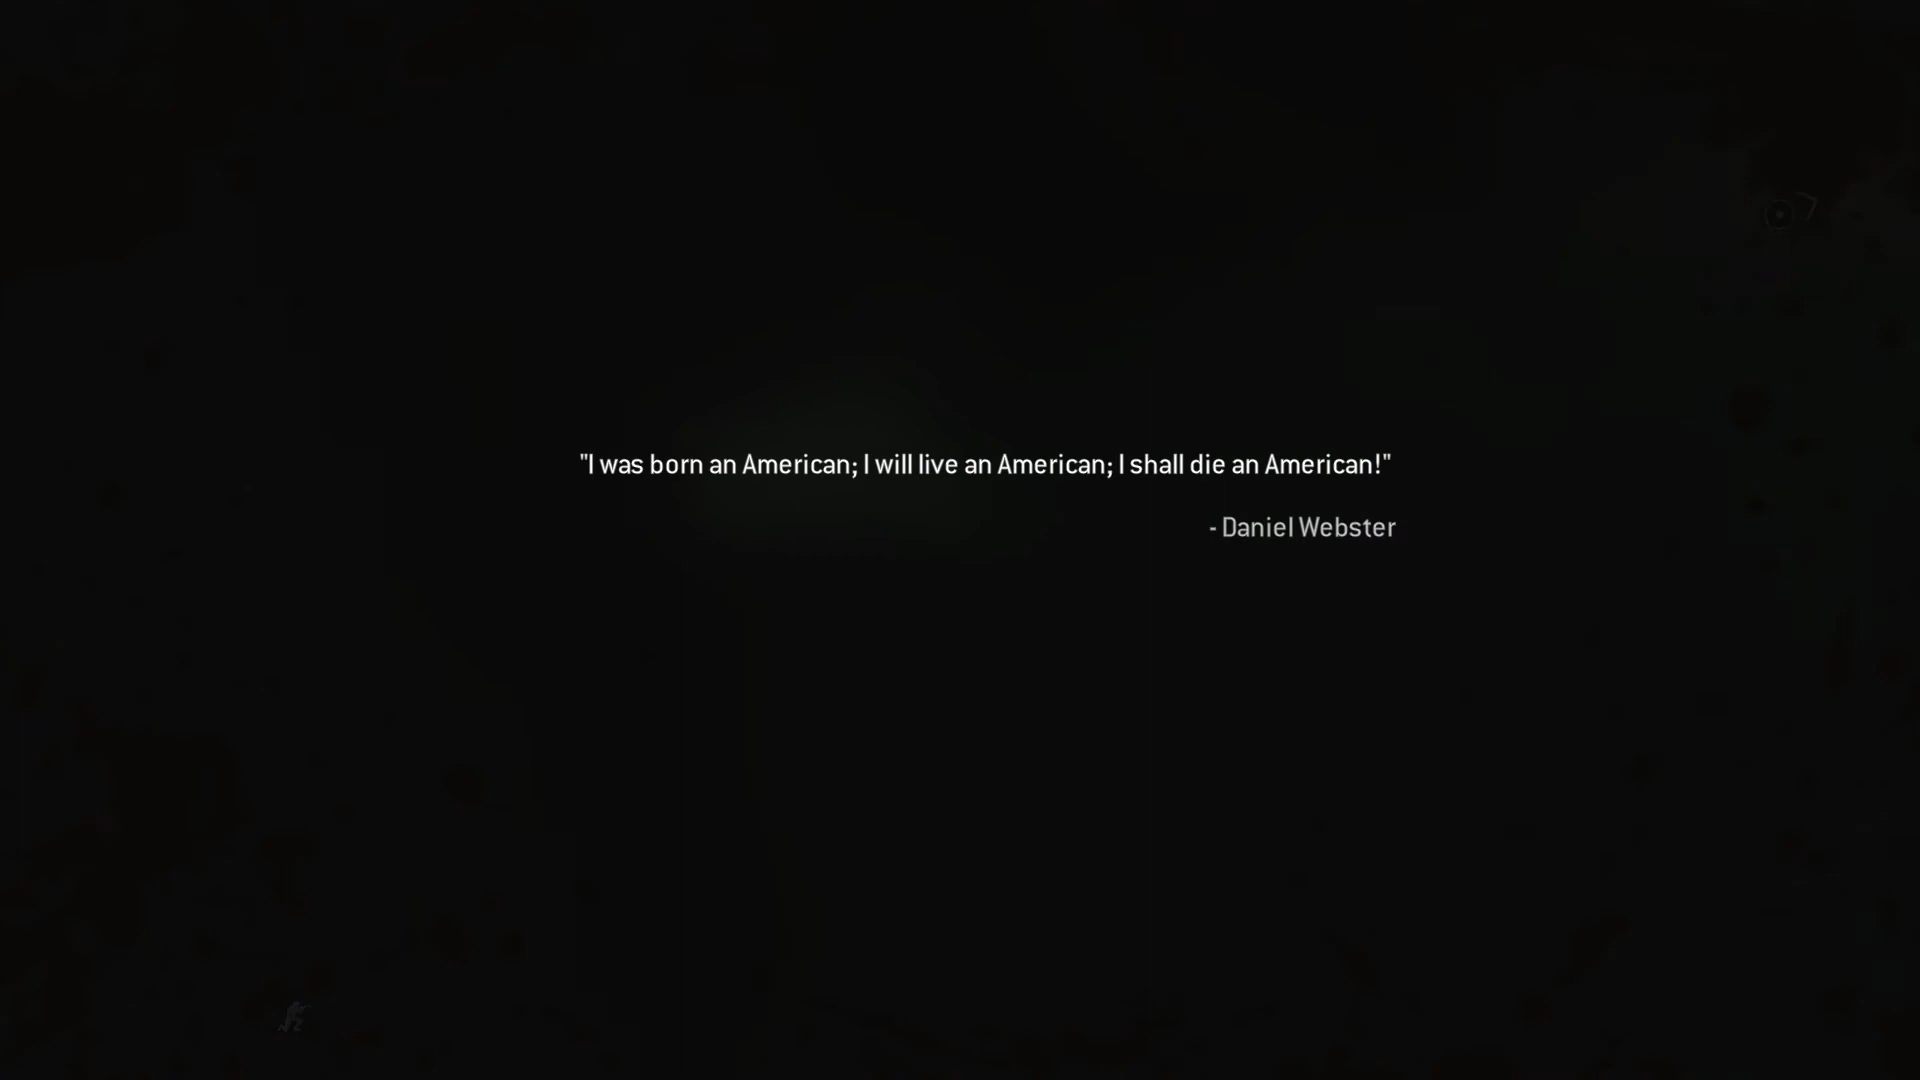 "I was born an American; I will live an American; I shall die an American!"
- Daniel Webster